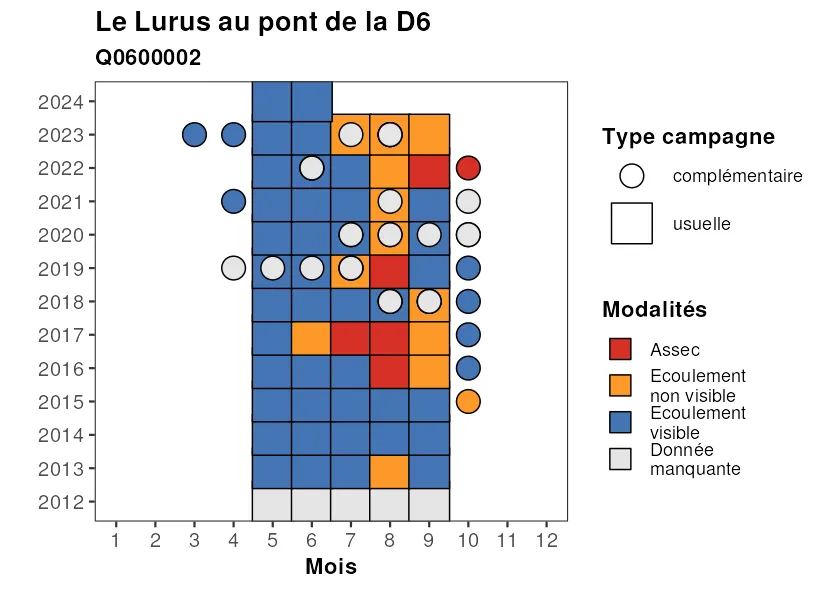 Le Lurus au pont de la D6
Q0600002
2024
2023
2022
2021
2020
2019
2018
2017
2016
2015
2014
2013
2012
1 2 3 4 5 6 7 8 9 10 11 12
Mois
Type campagne
complémentaire
usuelle
Modalités
Assec
Ecoulement
non visible
Ecoulement
visible
Donnée
manquante